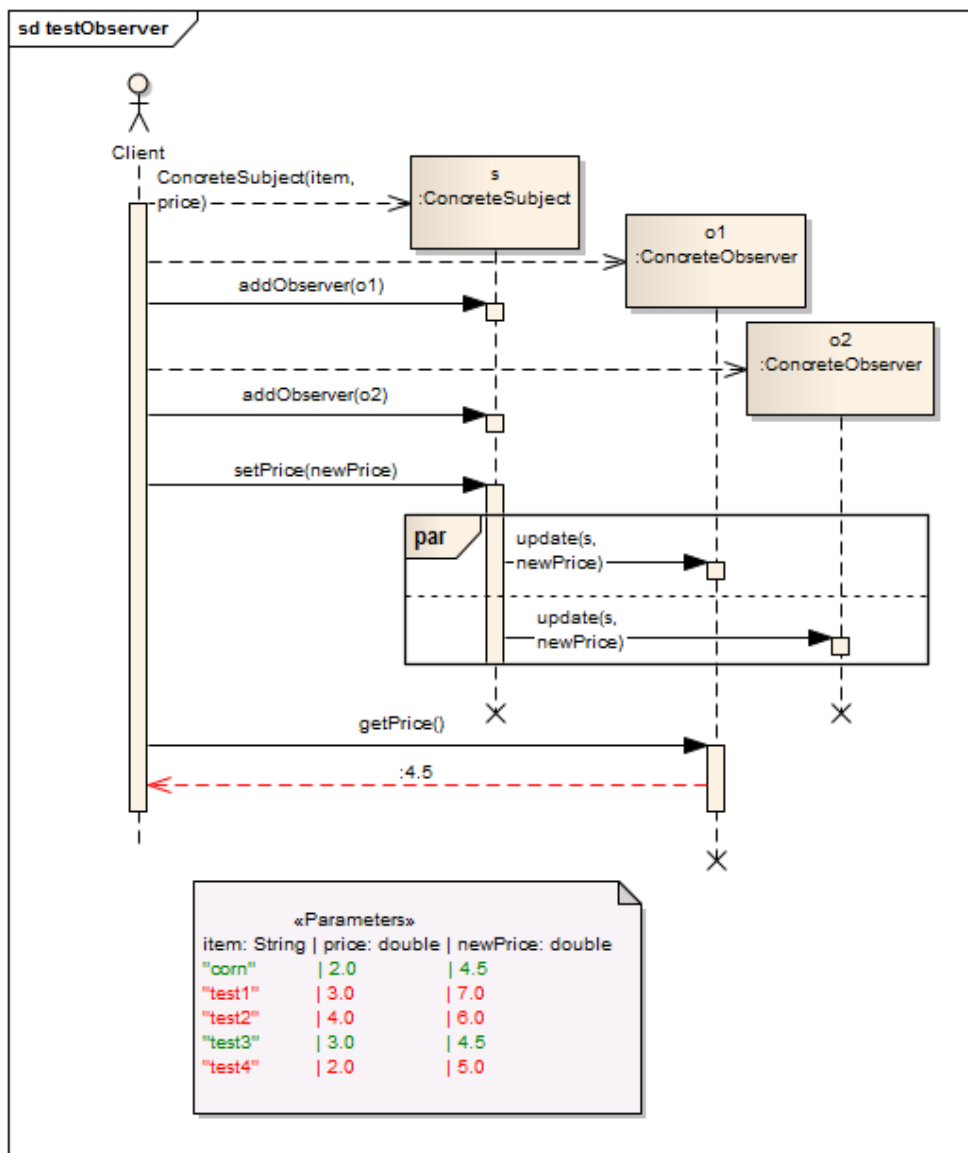 sd testObserver
Client
ConcreteSubject(item,
price)
s
:ConcreteSubject
o1
:ConcreteObserver
addObserver(o1)
o2
:ConcreteObserver
addObserver(o2)
setPrice(newPrice)
par
update(s,
newPrice)
update(s,
newPrice)
getPrice()
:4.5
«Parameters»
item: String | price: double | newPrice: double
"corn" | 2.0 | 4.5
"test1" | 3.0 | 7.0
"test2" | 4.0 | 6.0
"test3" | 3.0 | 4.5
"test4" | 2.0 | 5.0